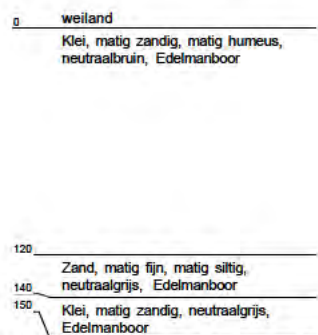 0 weiland
Klei, matig zandig, matig humeus,
neutraalbruin, Edelmanboor
120
Zand, matig fijn, matig siltig,
neutraalgrijs, Edelmanboor
140
150
Klei, matig zandig, neutraalgrijs,
Edelmanboor